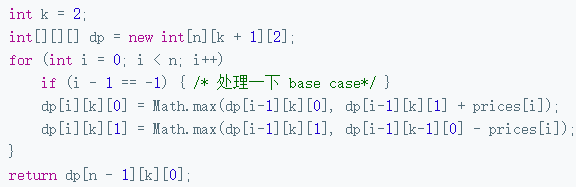 int k = 2;
int[][][] dp = new int[n][k + 1][2];
for (int i = 0; i < n; i++)
    if (i - 1 == -1) { /* 处理一下 base case*/ }
    dp[i][k][0] = Math.max(dp[i-1][k][0], dp[i-1][k][1] + prices[i]);
    dp[i][k][1] = Math.max(dp[i-1][k][1], dp[i-1][k-1][0] - prices[i]);
}
return dp[n - 1][k][0];